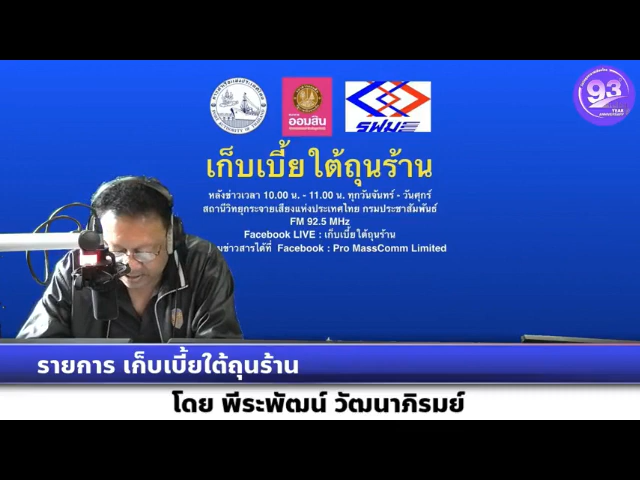 93
YEAR
PORT AUTHORITY OF THAILAND
ออมสิน
รฟม
เก็บเบี้ยใต้ถุนร้าน
หลังข่าวเวลา 10.00 น. - 11.00 น. ทุกวันจันทร์ - วันศุกร์
สถานีวิทยุกระจายเสียงแห่งประเทศไทย กรมประชาสัมพันธ์
FM 92.5 MHz
Facebook LIVE : เก็บเบี้ยใต้ถุนร้าน
ข่าวสารได้ที่ Facebook : Pro MassComm Limited
รายการ เก็บเบี้ยใต้ถุนร้าน
โดย พีระพัฒน์ วัฒนาภิรมย์